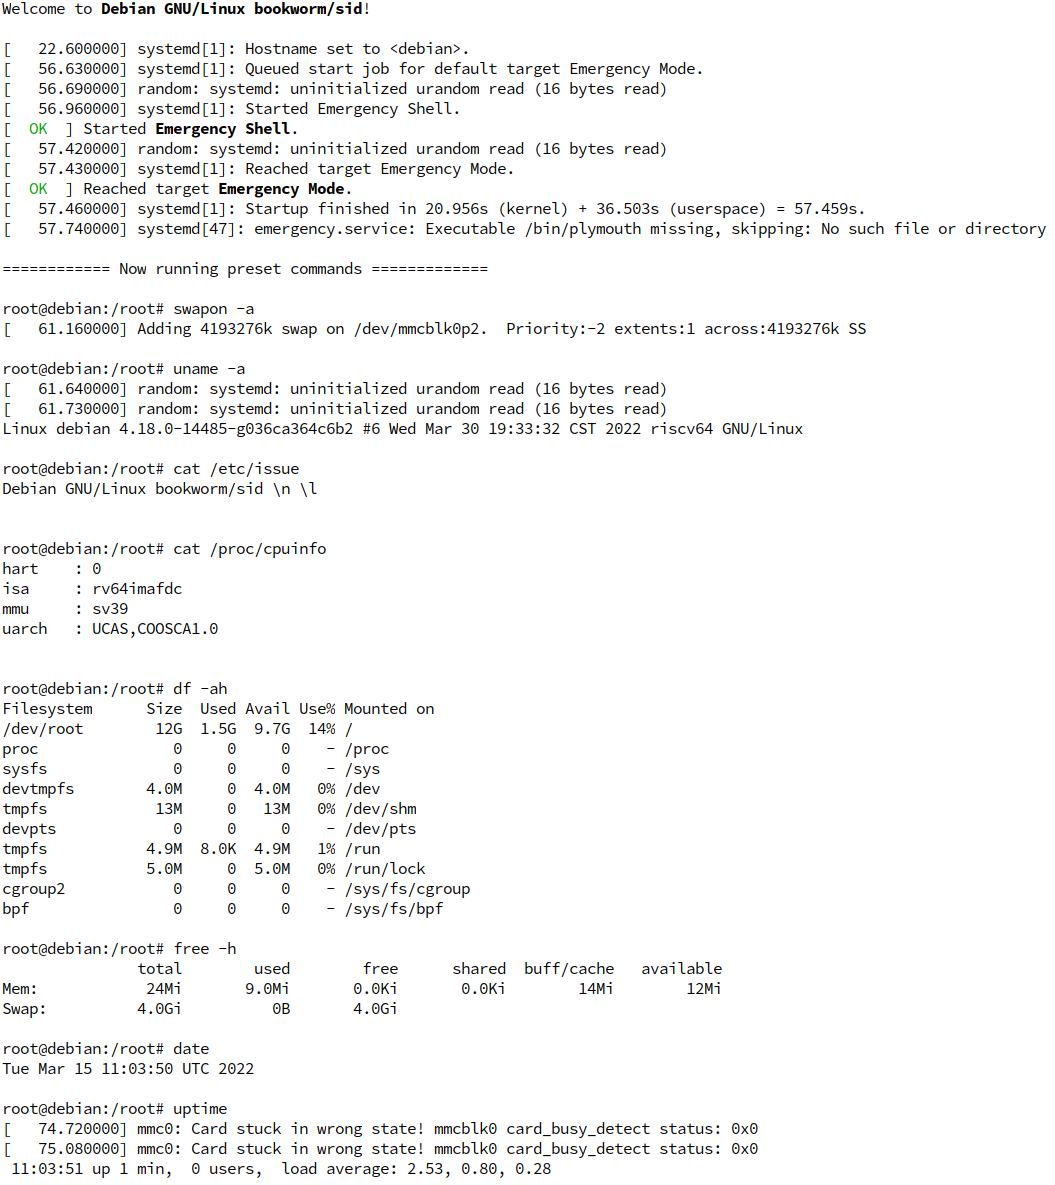 Welcome to Debian GNU/Linux bookworm/sid!
[   22.600000] systemd[1]: Hostname set to <debian>.
[   56.630000] systemd[1]: Queued start job for default target Emergency Mode.
[   56.690000] random: systemd: uninitialized urandom read (16 bytes read)
[   56.960000] systemd[1]: Started Emergency Shell.
[  OK  ] Started Emergency Shell.
[   57.420000] random: systemd: uninitialized urandom read (16 bytes read)
[   57.430000] systemd[1]: Reached target Emergency Mode.
[  OK  ] Reached target Emergency Mode.
[   57.460000] systemd[1]: Startup finished in 20.956s (kernel) + 36.503s (userspace) = 57.459s.
[   57.740000] systemd[47]: emergency.service: Executable /bin/plymouth missing, skipping: No such file or directory
============ Now running preset commands =============
root@debian:/root# swapon -a
[   61.160000] Adding 4193276k swap on /dev/mmcblk0p2.  Priority:-2 extents:1 across:4193276k SS
root@debian:/root# uname -a
[   61.640000] random: systemd: uninitialized urandom read (16 bytes read)
[   61.730000] random: systemd: uninitialized urandom read (16 bytes read)
Linux debian 4.18.0-14485-g036ca364c6b2 #6 Wed Mar 30 19:33:32 CST 2022 riscv64 GNU/Linux
root@debian:/root# cat /etc/issue
Debian GNU/Linux bookworm/sid \n \l
root@debian:/root# cat /proc/cpuinfo
hart    : 0
isa     : rv64imafdc
mmu     : sv39
uarch   : UCAS,COOSCA1.0
root@debian:/root# df -ah
Filesystem      Size  Used Avail Use% Mounted on
/dev/root        12G  1.5G  9.7G  14% /
proc               0     0     0    - /proc
sysfs              0     0     0    - /sys
devtmpfs        4.0M     0  4.0M   0% /dev
tmpfs            13M     0   13M   0% /dev/shm
devpts             0     0     0    - /dev/pts
tmpfs           4.9M  8.0K  4.9M   1% /run
tmpfs           5.0M     0  5.0M   0% /run/lock
cgroup2            0     0     0    - /sys/fs/cgroup
bpf                0     0     0    - /sys/fs/bpf
root@debian:/root# free -h
               total        used        free      shared  buff/cache   available
Mem:            24Mi       9.0Mi       0.0Ki       0.0Ki        14Mi        12Mi
Swap:          4.0Gi          0B       4.0Gi
root@debian:/root# date
Tue Mar 15 11:03:50 UTC 2022
root@debian:/root# uptime
[   74.720000] mmc0: Card stuck in wrong state! mmcblk0 card_busy_detect status: 0x0
[   75.080000] mmc0: Card stuck in wrong state! mmcblk0 card_busy_detect status: 0x0
 11:03:51 up 1 min,  0 users,  load average: 2.53, 0.80, 0.28